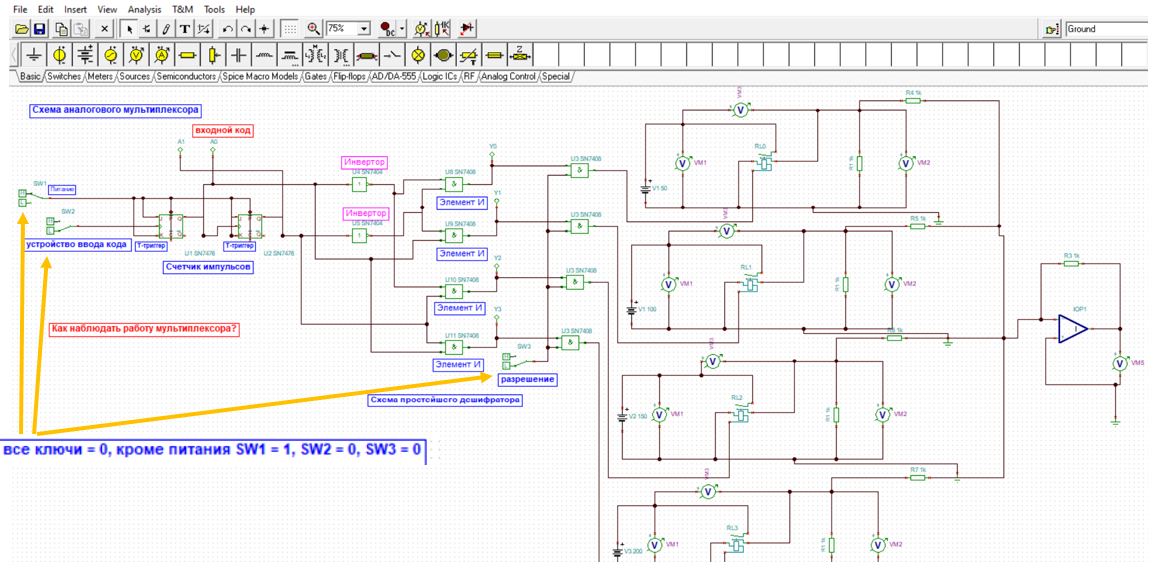 File Edit Insert View Analysis T&M Tools Help
75%
DC
Ground
Basic Switches Meters Sources Semiconductors Spice Macro Models Gates Flip-flops AD/DA-555 Logic ICs RF Analog Control Special
Схема аналогового мультиплексора
входной код
A1 A0
SW1 Питание
SW2
устройство ввода кода
Т-триггер Т-триггер
U1 SN7476 U2 SN7476
Счетчик импульсов
Инвертор
U4 SN7404
Инвертор
U5 SN7404
Y0
U8 SN7408
Элемент И
Y1
U9 SN7408
Элемент И
Y2
U10 SN7408
Элемент И
Y3
U11 SN7408
Элемент И
U3 SN7408
U3 SN7408
U3 SN7408
U3 SN7408
SW3
разрешение
Как наблюдать работу мультиплексора?
Схема простейшего дешифратора
все ключи = 0, кроме питания SW1 = 1, SW2 = 0, SW3 = 0
VM3 R4 1k
VM1 RL0 R1 1k VM2
V1 50
VM3 R5 1k
VM1 RL1 R1 1k VM2
V1 100
VM3
VM1 RL2 R1 1k VM2
V2 150
R7 1k
VM3
VM1 RL3 R1 1k VM2
V3 200
R3 1k
IOP1
VM5